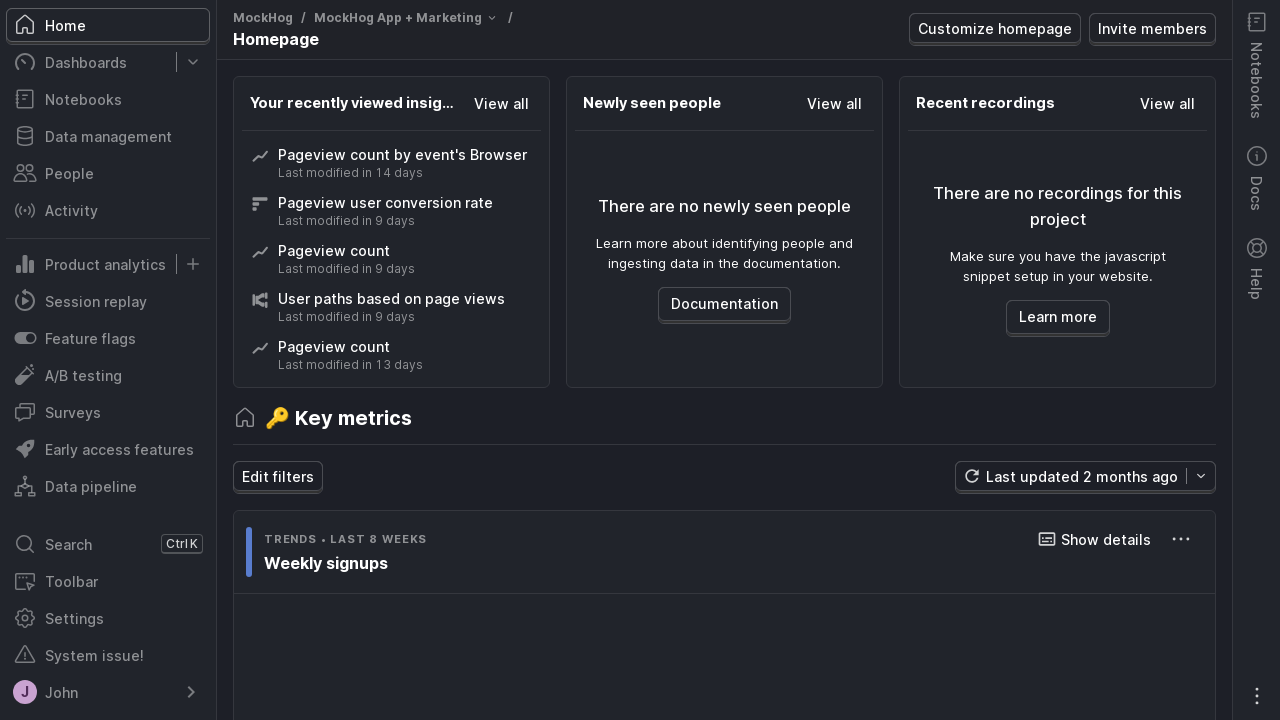 Home
Dashboards
Notebooks
Data management
People
Activity
Product analytics
Session replay
Feature flags
A/B testing
Surveys
Early access features
Data pipeline
Search Ctrl K
Toolbar
Settings
System issue!
J John
MockHog / MockHog App + Marketing /
Homepage
Customize homepage
Invite members
Your recently viewed insig... View all
Pageview count by event's Browser
Last modified in 14 days
Pageview user conversion rate
Last modified in 9 days
Pageview count
Last modified in 9 days
User paths based on page views
Last modified in 9 days
Pageview count
Last modified in 13 days
Newly seen people View all
There are no newly seen people
Learn more about identifying people and
ingesting data in the documentation.
Documentation
Recent recordings View all
There are no recordings for this
project
Make sure you have the javascript
snippet setup in your website.
Learn more
🔑 Key metrics
Edit filters
Last updated 2 months ago
TRENDS • LAST 8 WEEKS
Weekly signups
Show details
Notebooks
Docs
Help